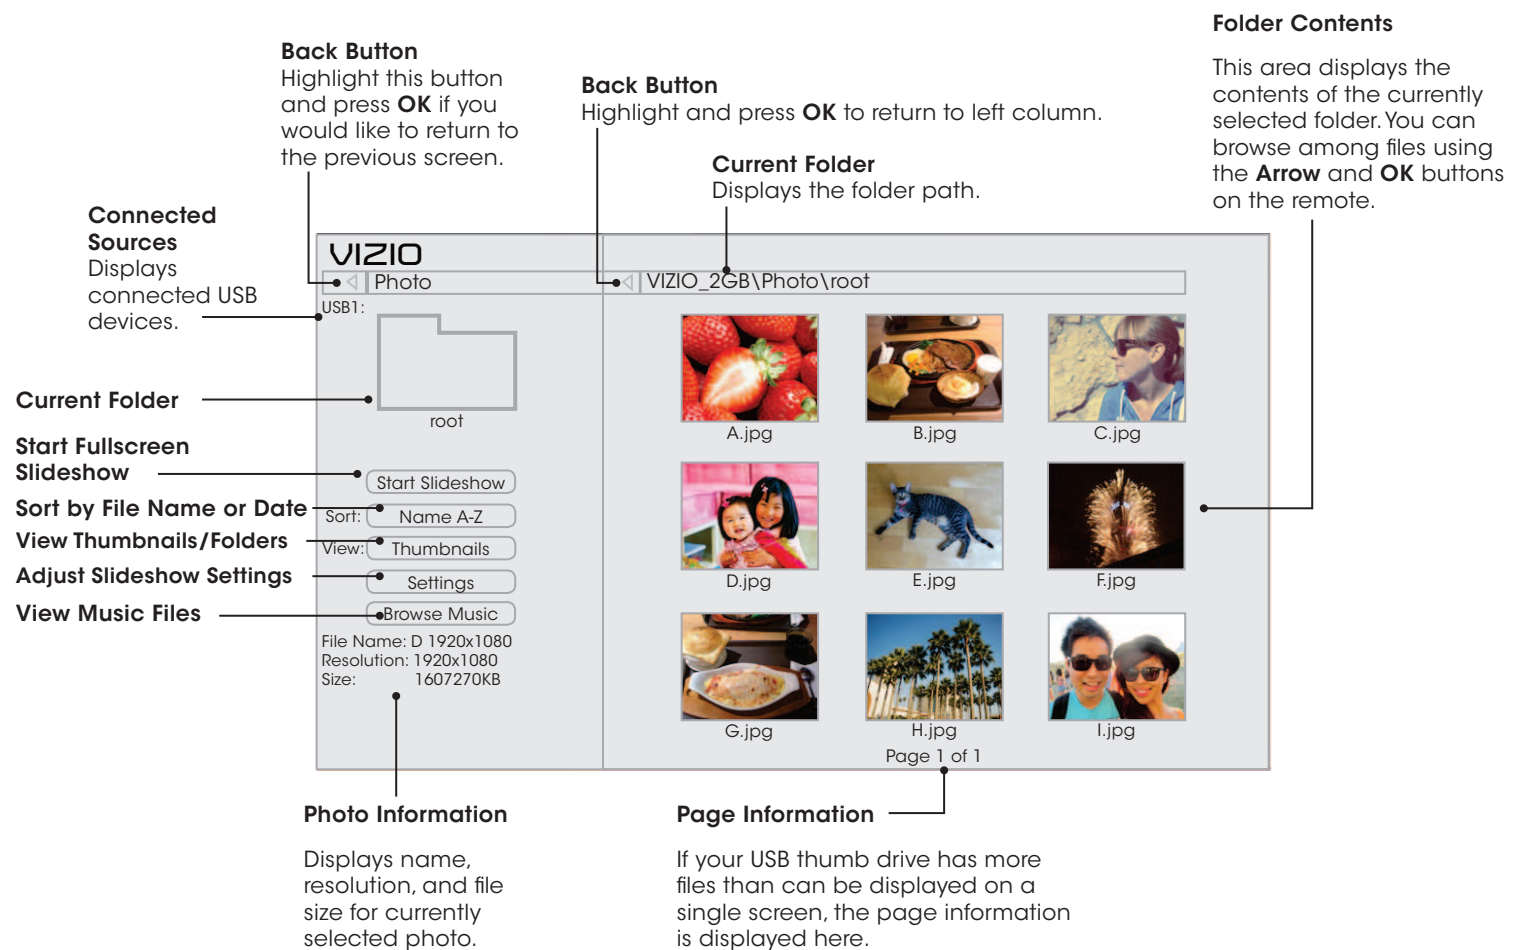 Folder Contents
This area displays the
contents of the currently
selected folder. You can
browse among files using
the Arrow and OK buttons
on the remote.
Back Button
Highlight this button
and press OK if you
would like to return to
the previous screen.
Back Button
Highlight and press OK to return to left column.
Current Folder
Displays the folder path.
Connected
Sources
Displays
connected USB
devices.
Current Folder
Start Fullscreen
Slideshow
Sort by File Name or Date
View Thumbnails/Folders
Adjust Slideshow Settings
View Music Files
VIZIO
Photo
VIZIO_2GB\Photo\root
USB1:
root
Start Slideshow
Sort: Name A-Z
View: Thumbnails
Settings
Browse Music
File Name: D 1920x1080
Resolution: 1920x1080
Size: 1607270KB
A.jpg
B.jpg
C.jpg
D.jpg
E.jpg
F.jpg
G.jpg
H.jpg
I.jpg
Page 1 of 1
Photo Information
Displays name,
resolution, and file
size for currently
selected photo.
Page Information
If your USB thumb drive has more
files than can be displayed on a
single screen, the page information
is displayed here.